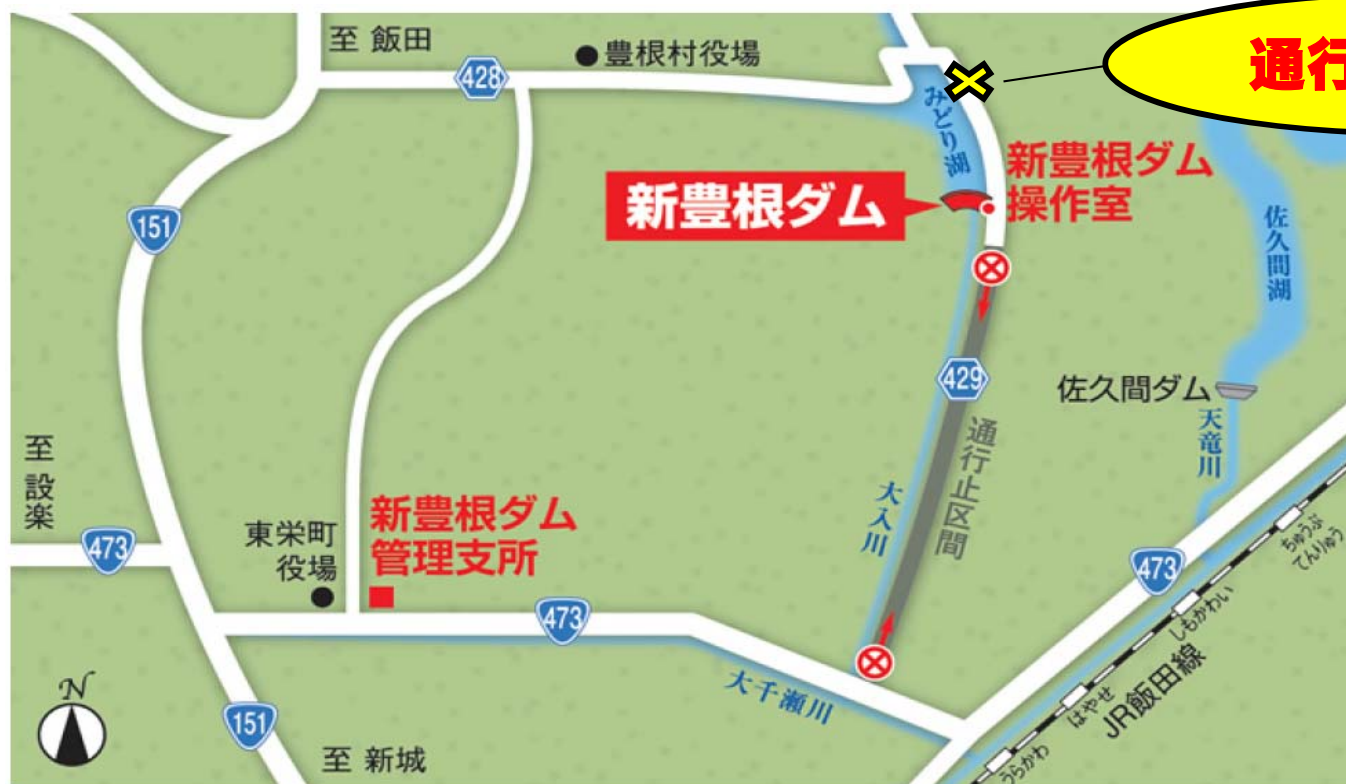 至 飯田
豊根村役場
428
通行
みどり湖
新豊根ダム
操作室
新豊根ダム
151
佐久間湖
429
佐久間ダム
天竜川
通行止区間
大入川
至 設楽
473
東栄町
役場
新豊根ダム
管理支所
473
473
ちゅうぶ
てんりゅう
しもかわい
はやせ
JR飯田線
うらかわ
大千瀬川
N
151
至 新城